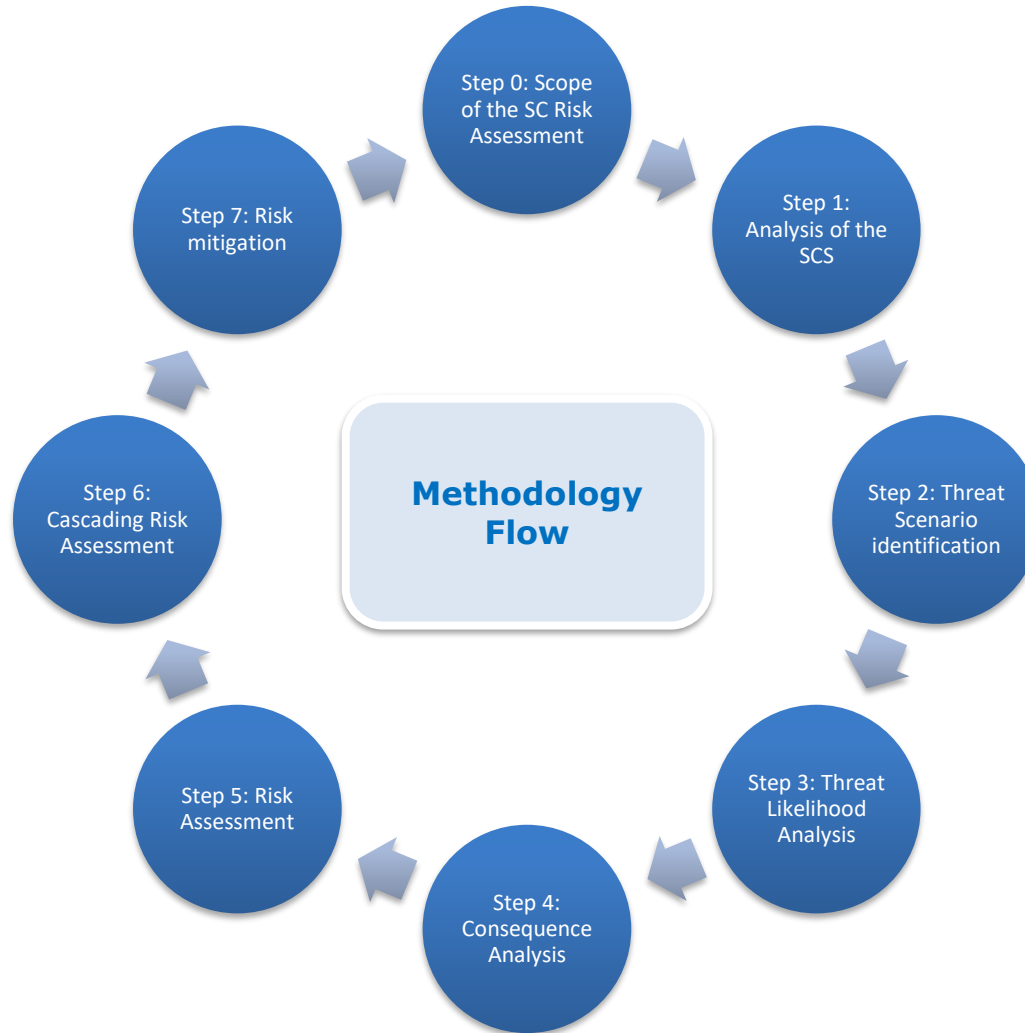 Step 0: Scope
of the SC Risk
Assessment
Step 1:
Analysis of the
SCS
Step 2: Threat
Scenario
identification
Step 3: Threat
Likelihood
Analysis
Step 4:
Consequence
Analysis
Step 5: Risk
Assessment
Step 6:
Cascading Risk
Assessment
Step 7: Risk
mitigation
Methodology
Flow